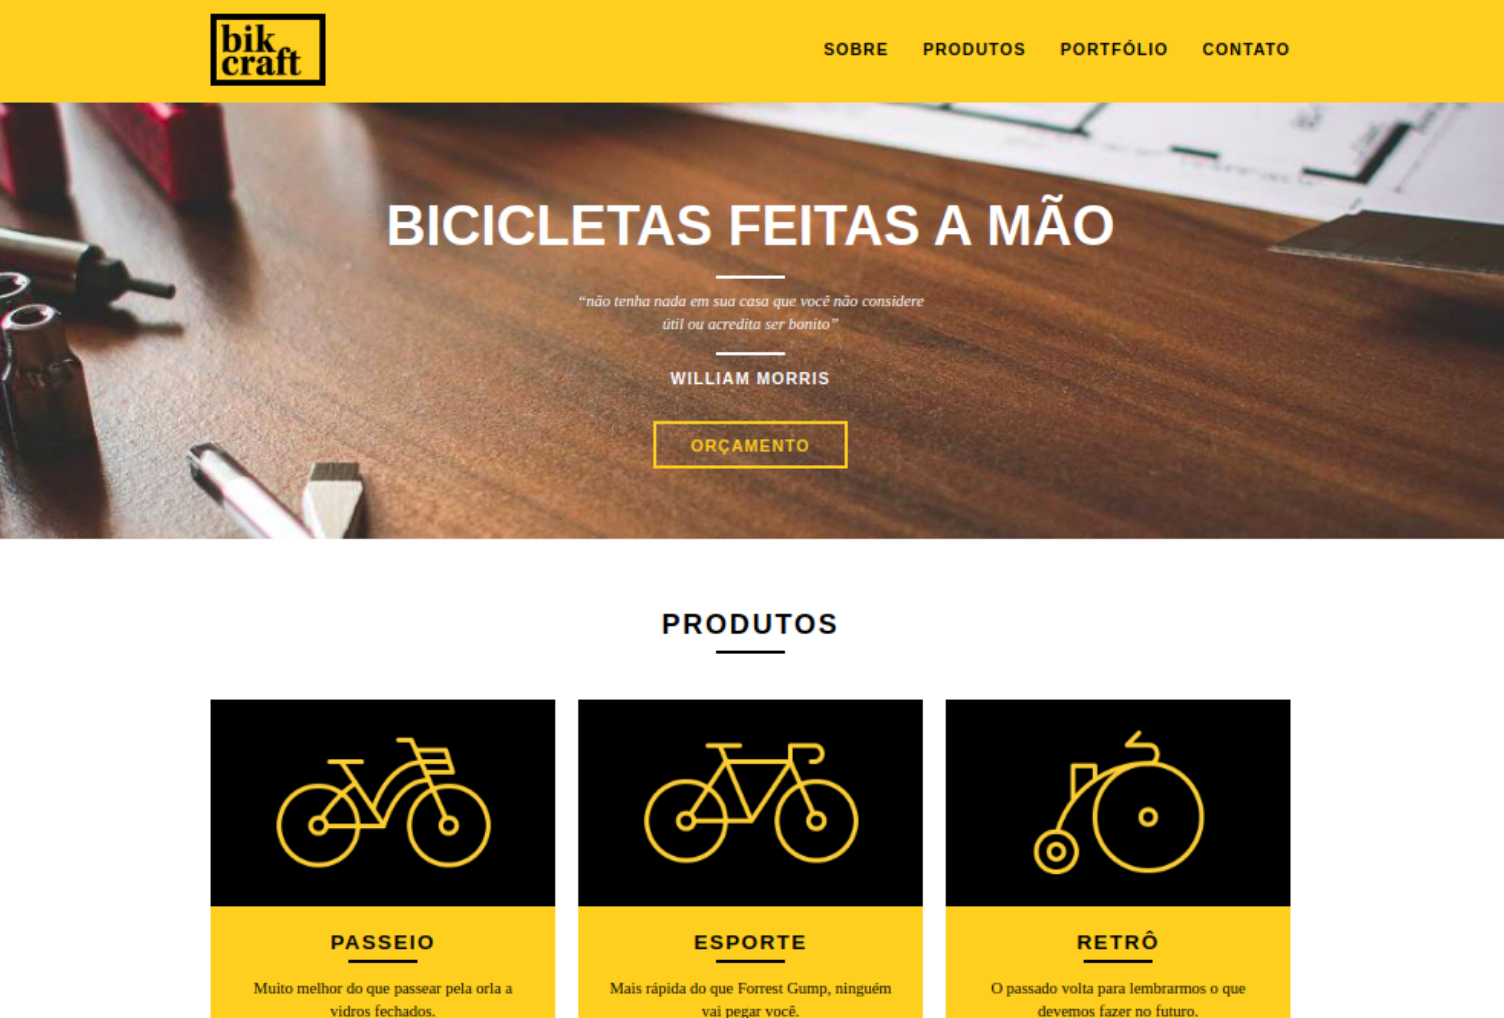 bik
craft
SOBRE PRODUTOS PORTFÓLIO CONTATO
BICICLETAS FEITAS A MÃO
“não tenha nada em sua casa que você não considere
útil ou acredita ser bonito”
WILLIAM MORRIS
ORÇAMENTO
PRODUTOS
PASSEIO
Muito melhor do que passear pela orla a
vidros fechados.
ESPORTE
Mais rápida do que Forrest Gump, ninguém
vai pegar você.
RETRÔ
O passado volta para lembrarmos o que
devemos fazer no futuro.